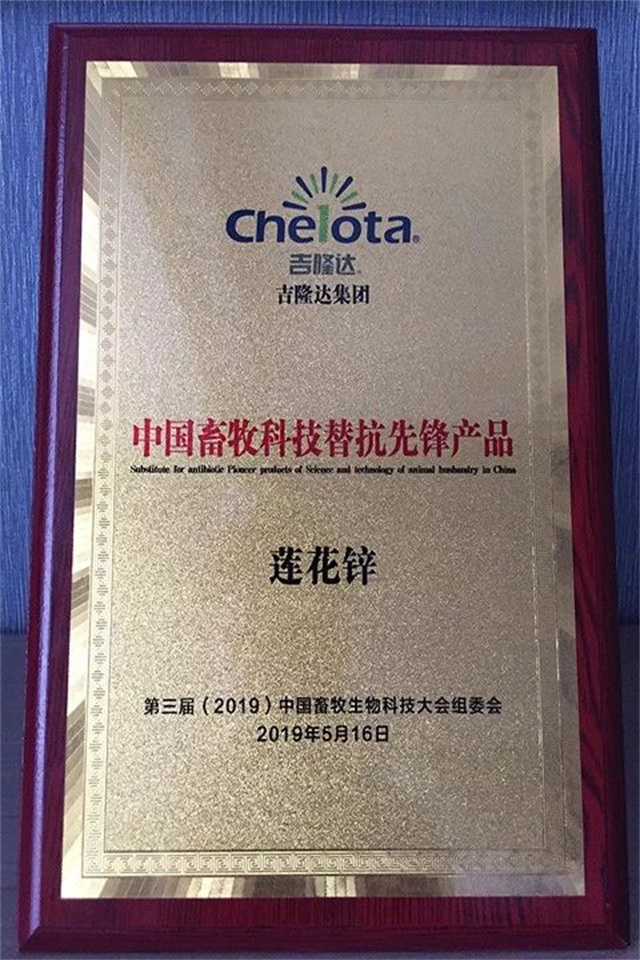 Chelota®
吉隆达®
吉隆达集团
中国畜牧科技替抗先锋产品
Substitute for antibiotic Pioneer products of Science and technology of animal husbandry in China
莲花锌
第三届（2019）中国畜牧生物科技大会组委会
2019年5月16日